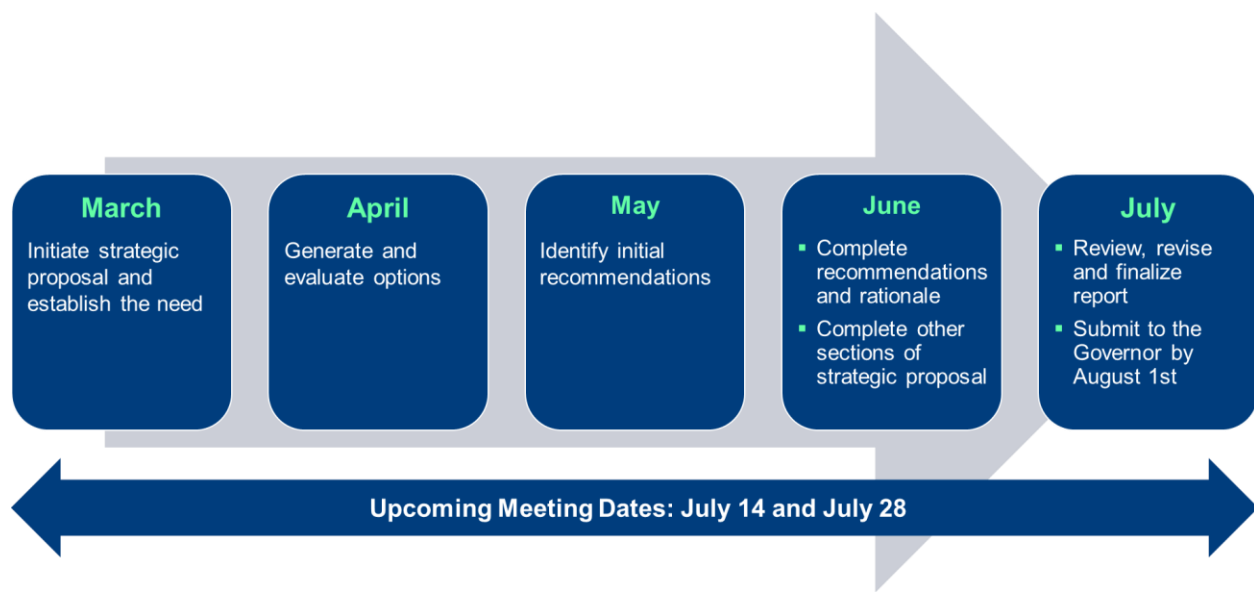 March
Initiate strategic
proposal and
establish the need
April
Generate and
evaluate options
May
Identify initial
recommendations
June
▪ Complete
recommendations
and rationale
▪ Complete other
sections of
strategic proposal
July
▪ Review, revise
and finalize
report
▪ Submit to the
Governor by
August 1st
Upcoming Meeting Dates: July 14 and July 28